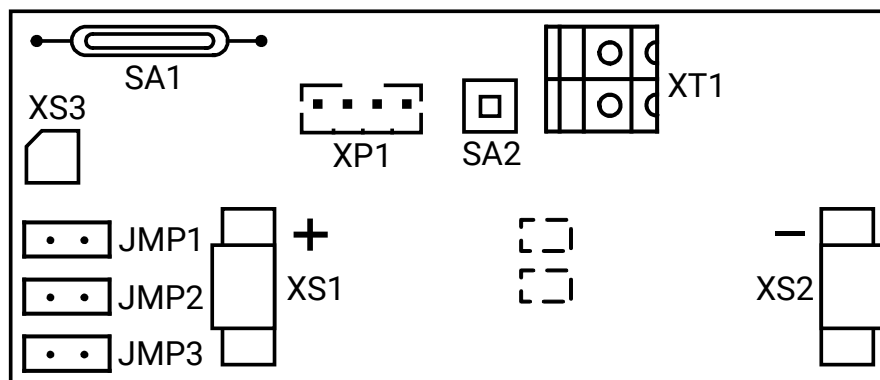 SA1
XT1
XS3
XP1
SA2
JMP1
+
-
XS1
XS2
JMP2
JMP3